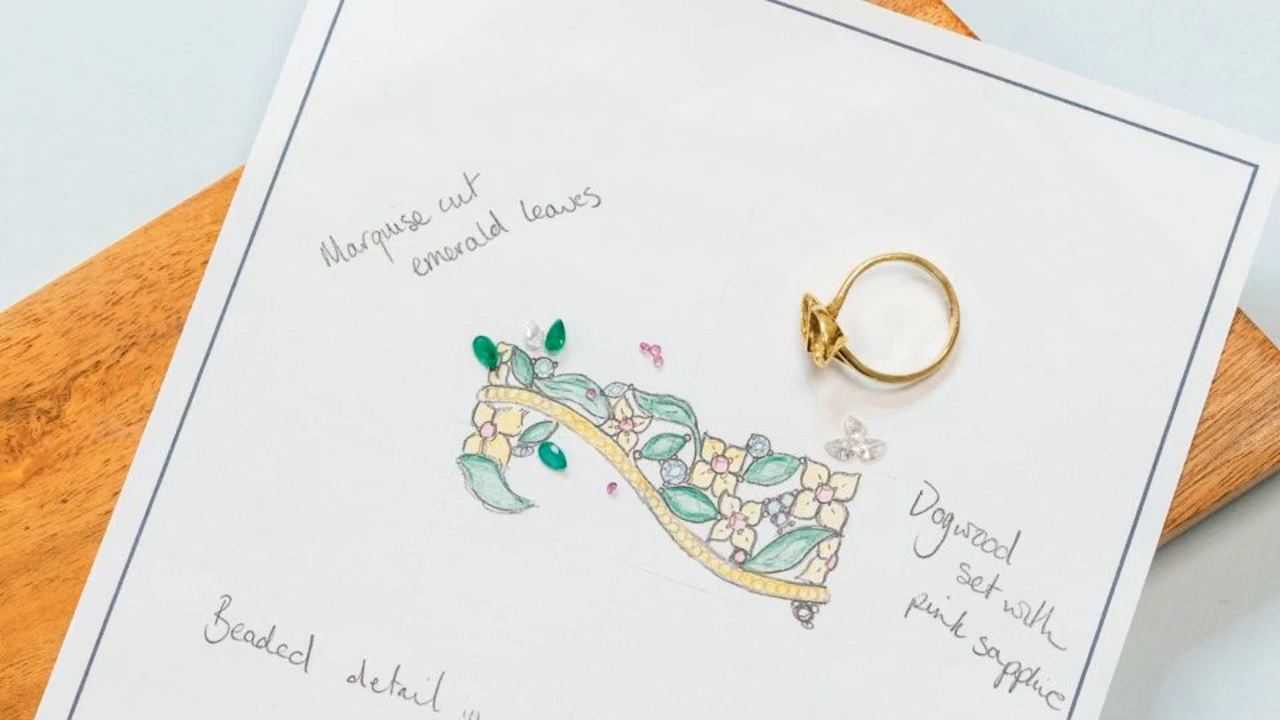 Marquise cut
emerald leaves
Dogwood
set with
pink sapphire
Beaded detail